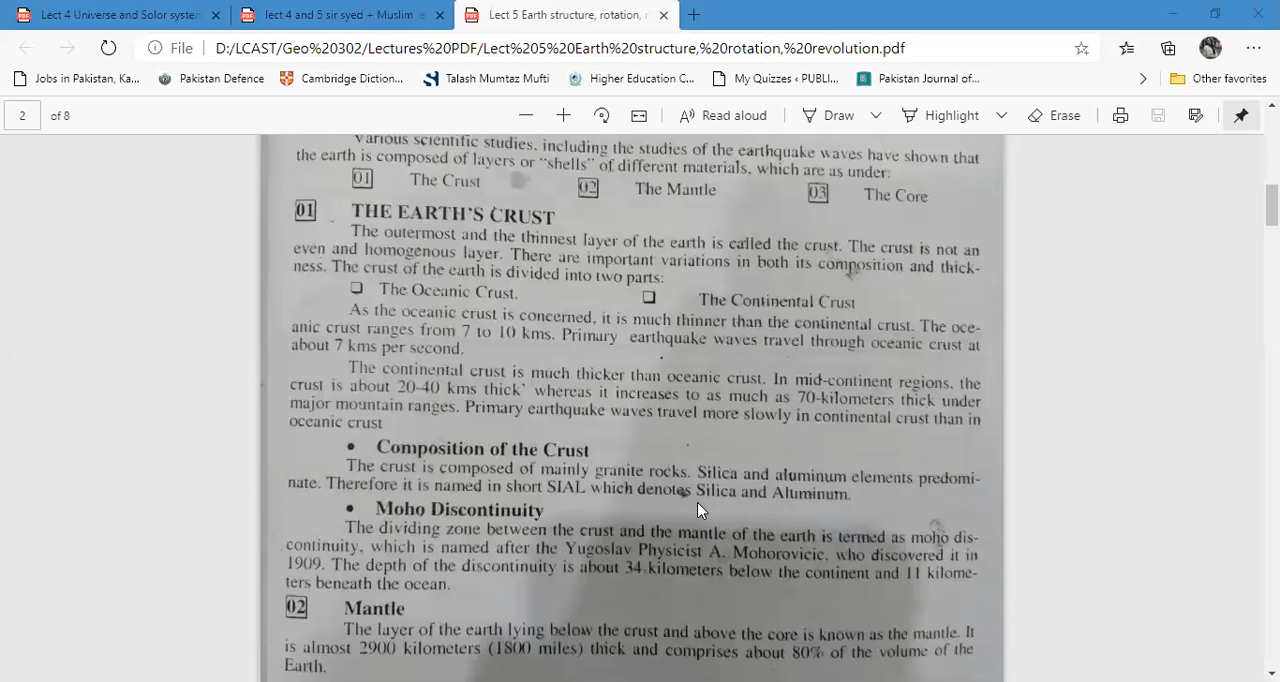 Lect 4 Universe and Solor system
lect 4 and 5 sir syed + Muslim e
Lect 5 Earth structure, rotation, r
File
D:/LCAST/Geo%20302/Lectures%20PDF/Lect%205%20Earth%20structure,%20rotation,%20revolution.pdf
Jobs in Pakistan, Ka...
Pakistan Defence
Cambridge Diction...
Talash Mumtaz Mufti
Higher Education C...
My Quizzes ‹ PUBLI...
Pakistan Journal of...
Other favorites
2 of 8
Read aloud
Draw
Highlight
Erase
Various scientific studies, including the studies of the earthquake waves have shown that
the earth is composed of layers or "shells" of different materials, which are as under:
01 The Crust 02 The Mantle 03 The Core
01 THE EARTH'S CRUST
The outermost and the thinnest layer of the earth is called the crust. The crust is not an
even and homogenous layer. There are important variations in both its composition and thick-
ness. The crust of the earth is divided into two parts:
❑ The Oceanic Crust. ❑ The Continental Crust
As the oceanic crust is concerned, it is much thinner than the continental crust. The oce-
anic crust ranges from 7 to 10 kms. Primary earthquake waves travel through oceanic crust at
about 7 kms per second.
The continental crust is much thicker than oceanic crust. In mid-continent regions, the
crust is about 20-40 kms thick' whereas it increases to as much as 70-kilometers thick under
major mountain ranges. Primary earthquake waves travel more slowly in continental crust than in
oceanic crust
• Composition of the Crust
The crust is composed of mainly granite rocks. Silica and aluminum elements predomi-
nate. Therefore it is named in short SIAL which denotes Silica and Aluminum.
• Moho Discontinuity
The dividing zone between the crust and the mantle of the earth is termed as moho dis-
continuity, which is named after the Yugoslav Physicist A. Mohorovicic, who discovered it in
1909. The depth of the discontinuity is about 34 kilometers below the continent and 11 kilome-
ters beneath the ocean.
02 Mantle
The layer of the earth lying below the crust and above the core is known as the mantle. It
is almost 2900 kilometers (1800 miles) thick and comprises about 80% of the volume of the
Earth.